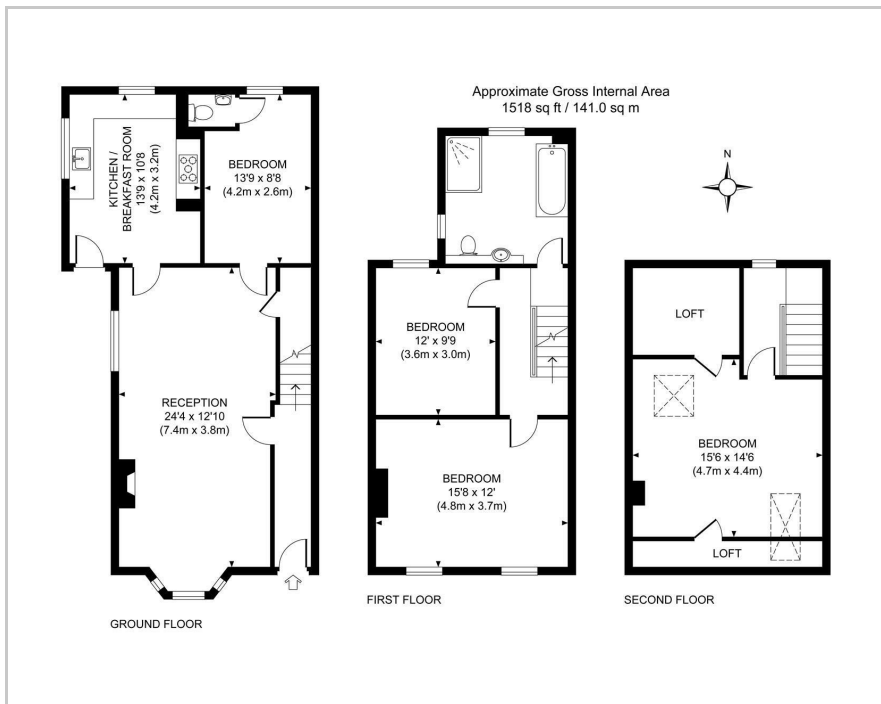 Approximate Gross Internal Area
1518 sq ft / 141.0 sq m
N
KITCHEN /
BREAKFAST ROOM
13'9 x 10'8
(4.2m x 3.2m)
BEDROOM
13'9 x 8'8
(4.2m x 2.6m)
RECEPTION
24'4 x 12'10
(7.4m x 3.8m)
GROUND FLOOR
BEDROOM
12' x 9'9
(3.6m x 3.0m)
BEDROOM
15'8 x 12'
(4.8m x 3.7m)
FIRST FLOOR
LOFT
BEDROOM
15'6 x 14'6
(4.7m x 4.4m)
LOFT
SECOND FLOOR